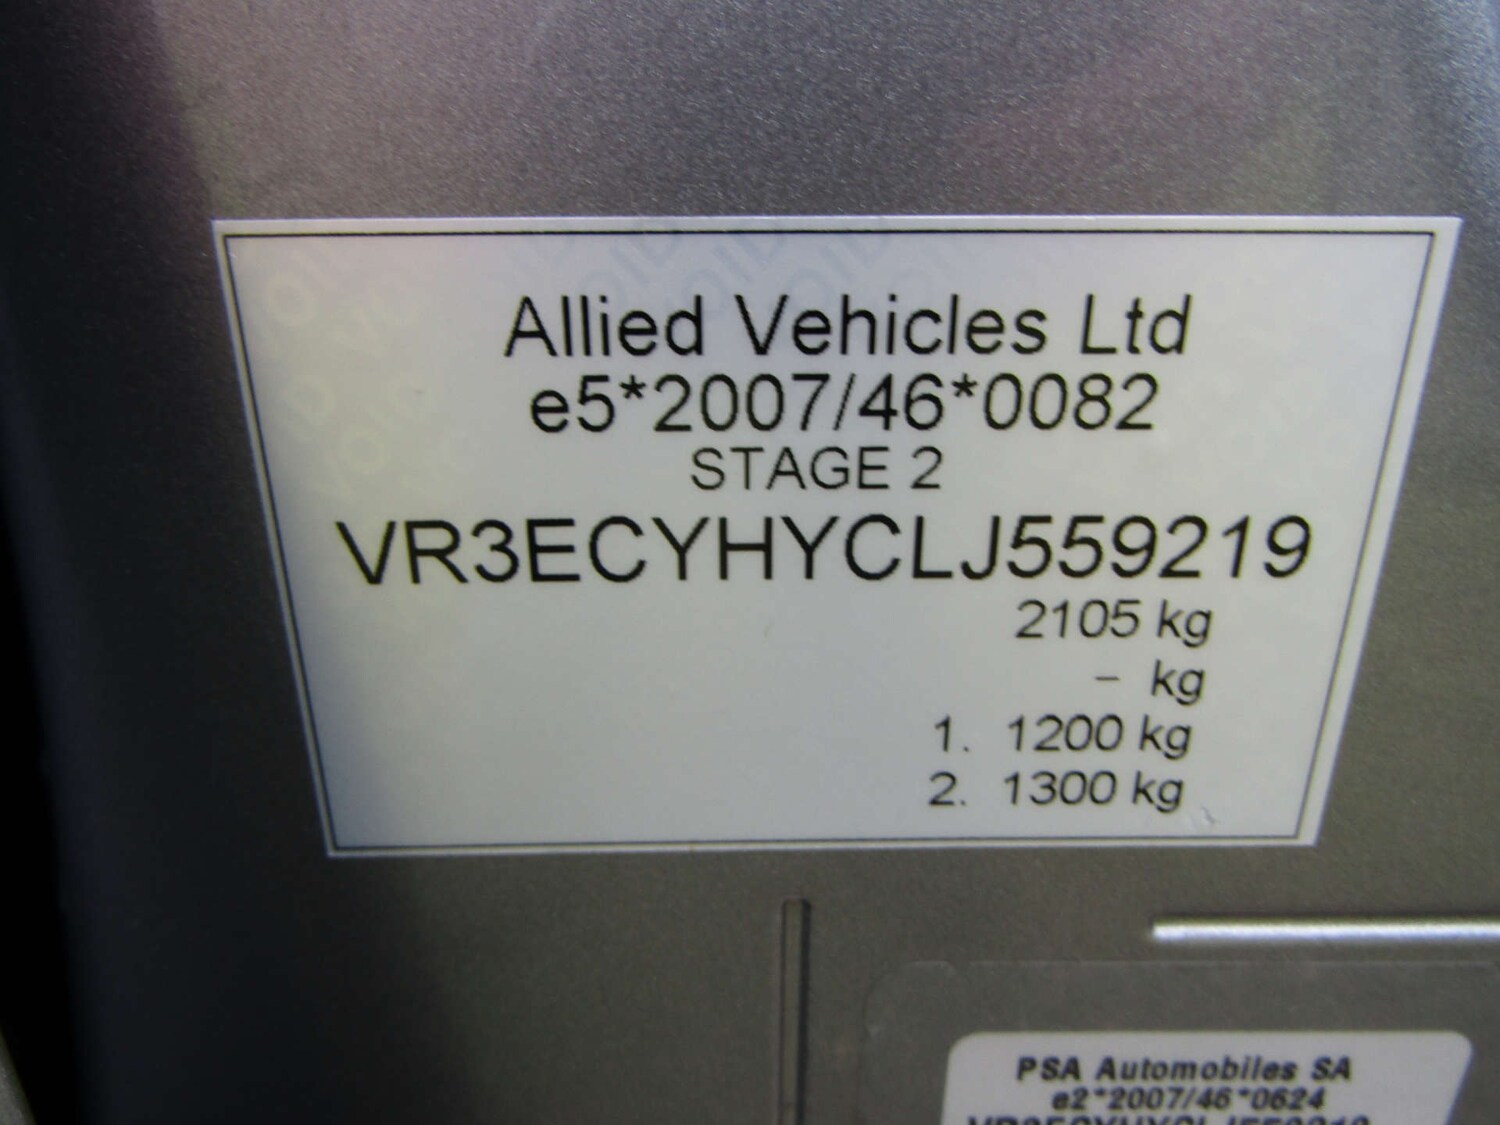 Allied Vehicles Ltd
e5*2007/46*0082
STAGE 2
VR3ECYHYCLJ559219
2105 kg
– kg
1. 1200 kg
2. 1300 kg
PSA Automobiles SA
e2*2007/46*0624
VR3ECYHYCLJ559219